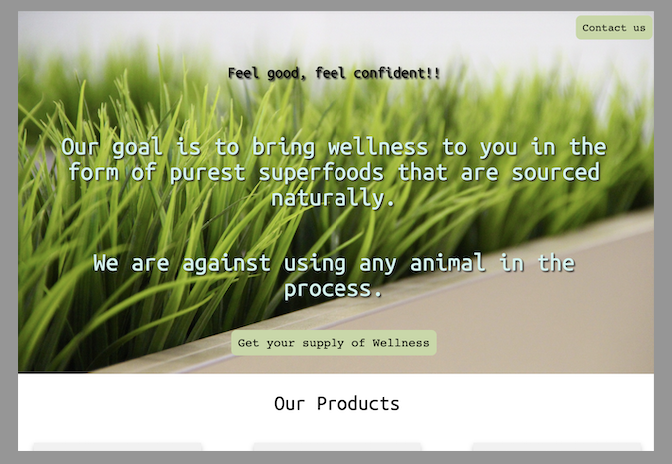 Contact us
Feel good, feel confident!!
Our goal is to bring wellness to you in the
form of purest superfoods that are sourced
naturally.
We are against using any animal in the
process.
Get your supply of Wellness
Our Products